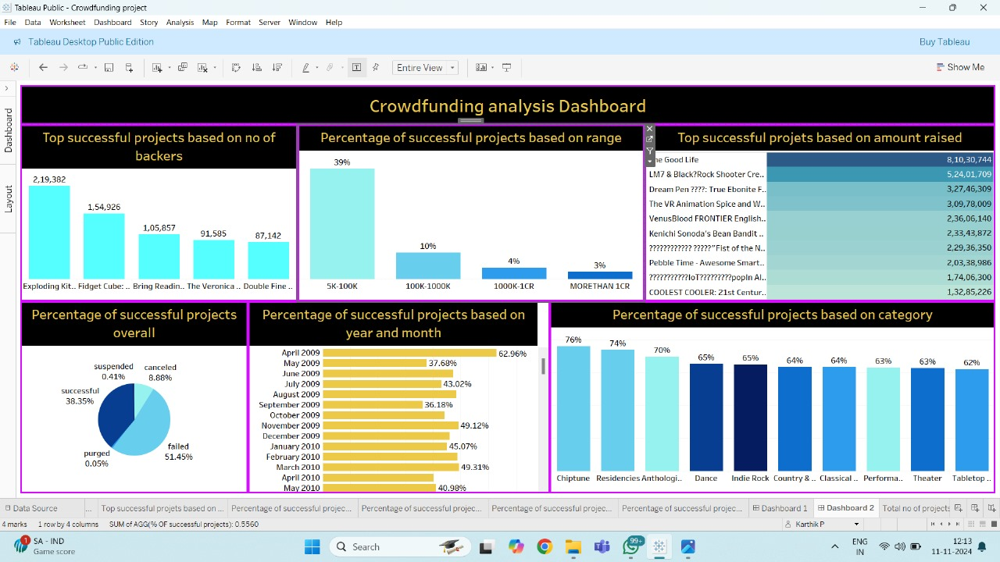 Tableau Public - Crowdfunding project
File Data Worksheet Dashboard Story Analysis Map Format Server Window Help
Tableau Desktop Public Edition
Buy Tableau
Entire View
Show Me
Dashboard
Layout
Crowdfunding analysis Dashboard
Top successful projects based on no of
backers
2,19,382
1,54,926
1,05,857
91,585
87,142
Exploding Kit.. Fidget Cube: .. Bring Readin.. The Veronica .. Double Fine ..
Percentage of successful projects based on range
39%
10%
4%
3%
5K-100K 100K-1000K 1000K-1CR MORETHAN 1CR
Top successful projets based on amount raised
he Good Life 8,10,30,744
LM7 & Black?Rock Shooter Cre.. 5,24,01,709
Dream Pen ????: True Ebonite F.. 3,27,46,309
The VR Animation Spice and W.. 3,09,78,009
VenusBlood FRONTIER English.. 2,36,06,140
Kenichi Sonoda's Bean Bandit .. 2,33,43,872
???????????? ?????"Fist of the N.. 2,29,36,350
Pebble Time - Awesome Smart.. 2,03,38,986
???????????IoT?????????popIn Al.. 1,74,06,300
COOLEST COOLER: 21st Centur.. 1,32,85,226
Percentage of successful projects
overall
suspended
0.41%
canceled
8.88%
successful
38.35%
purged
0.05%
failed
51.45%
Percentage of successful projects based on
year and month
April 2009 62.96%
May 2009 37.68%
June 2009
July 2009 43.02%
August 2009
September 2009 36.18%
October 2009
November 2009 49.12%
December 2009
January 2010 45.07%
February 2010
March 2010 49.31%
April 2010
May 2010 40.98%
Percentage of successful projects based on category
76% 74% 70% 65% 65% 64% 64% 63% 63% 62%
Chiptune Residencies Anthologi.. Dance Indie Rock Country & .. Classical .. Performa.. Theater Tabletop ..
Data Source ... Top successful projets based on ... Percentage of successful projec... Percentage of successful projec... Percentage of successful projec... Percentage of successful projec... Dashboard 1 Dashboard 2 Total no of projects
4 marks 1 row by 4 columns SUM of AGG(% OF successful projects): 0.5560 Karthik P
1
SA - IND
Game score
Search
99+
ENG
IN
12:13
11-11-2024